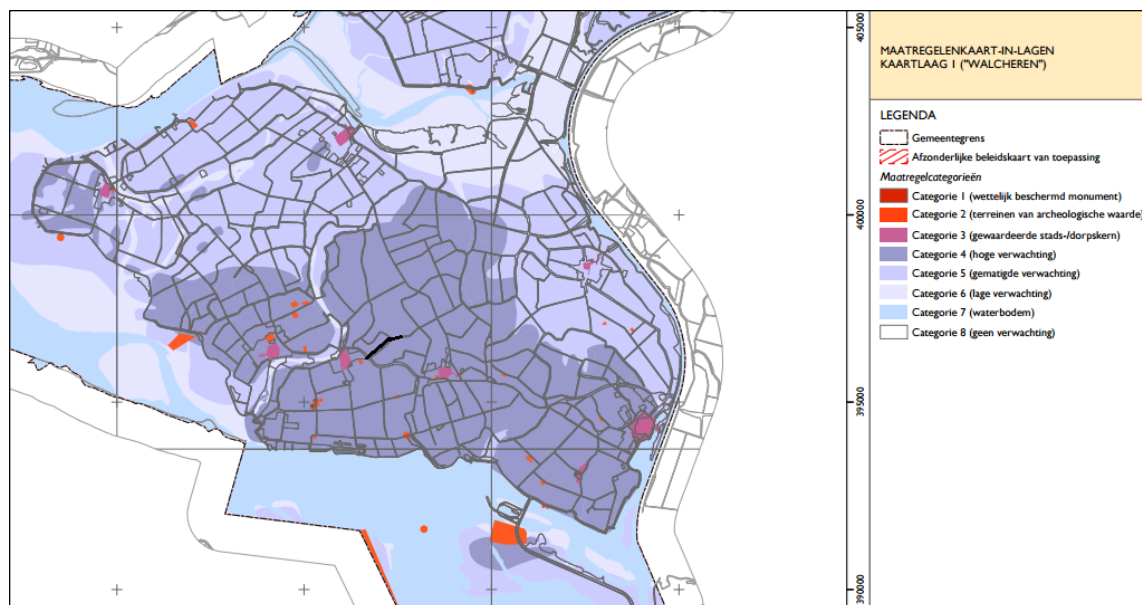 MAATREGELENKAART-IN-LAGEN
KAARTLAAG I ("WALCHEREN")
LEGENDA
Gemeentegrens
Afzonderlijke beleidskaart van toepassing
Maatregelcategorieën
Categorie 1 (wettelijk beschermd monument)
Categorie 2 (terreinen van archeologische waarde)
Categorie 3 (gewaardeerde stads-/dorpskern)
Categorie 4 (hoge verwachting)
Categorie 5 (gematigde verwachting)
Categorie 6 (lage verwachting)
Categorie 7 (waterbodem)
Categorie 8 (geen verwachting)
405000
400000
395000
390000